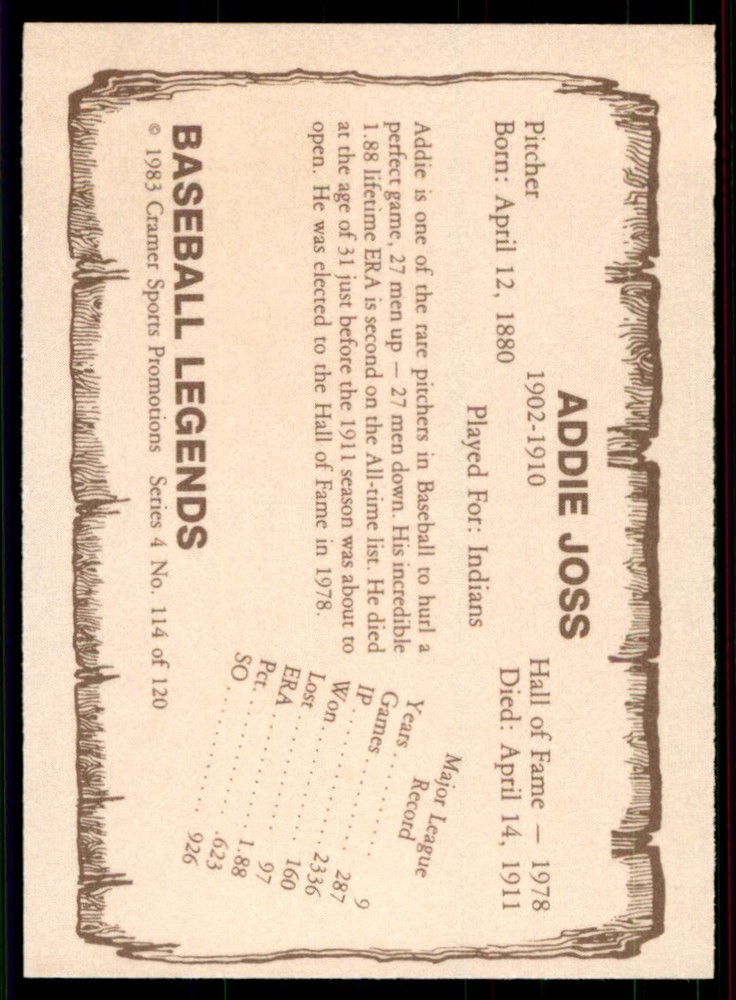 ADDIE JOSS
Pitcher 1902-1910 Hall of Fame — 1978
Born: April 12, 1880 Died: April 14, 1911
Played For: Indians
Addie is one of the rare pitchers in Baseball to hurl a
perfect game, 27 men up — 27 men down. His incredible
1.88 lifetime ERA is second on the All-time list. He died
at the age of 31 just before the 1911 season was about to
open. He was elected to the Hall of Fame in 1978.
Major League
Record
Years . . . . . . . . . 9
Games . . . . . . . . 287
IP . . . . . . . . . . 2336
Won . . . . . . . . . 160
Lost . . . . . . . . . . 97
ERA . . . . . . . . . 1.88
Pct. . . . . . . . . . .623
SO . . . . . . . . . . 926
BASEBALL LEGENDS
© 1983 Cramer Sports Promotions Series 4 No. 114 of 120